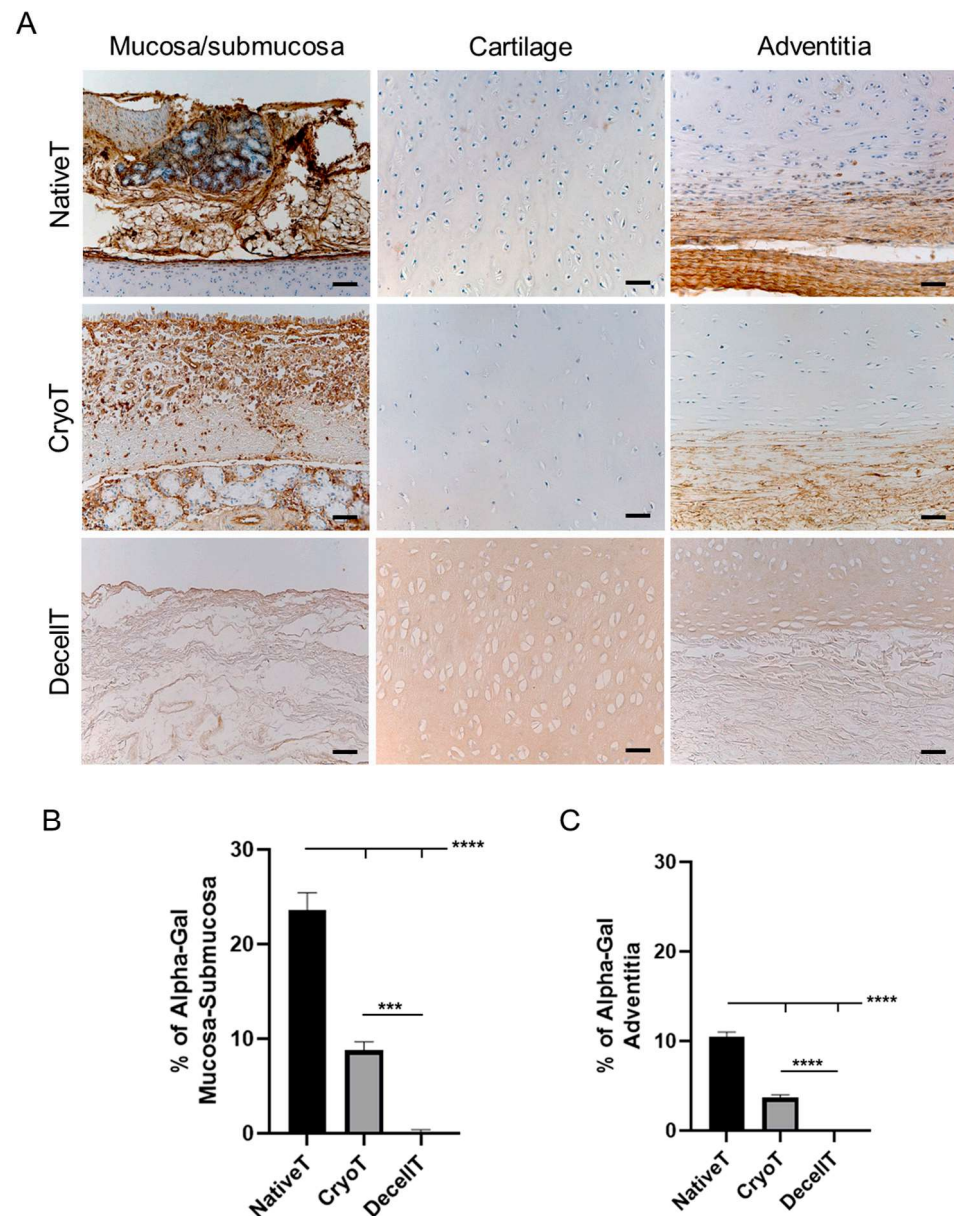 A
Mucosa/submucosa
Cartilage
Adventitia
NativeT
CryoT
DecellT
B
% of Alpha-Gal
Mucosa-Submucosa
30
20
10
0
****
***
NativeT
CryoT
DecellT
C
% of Alpha-Gal
Adventitia
30
20
10
0
****
****
NativeT
CryoT
DecellT